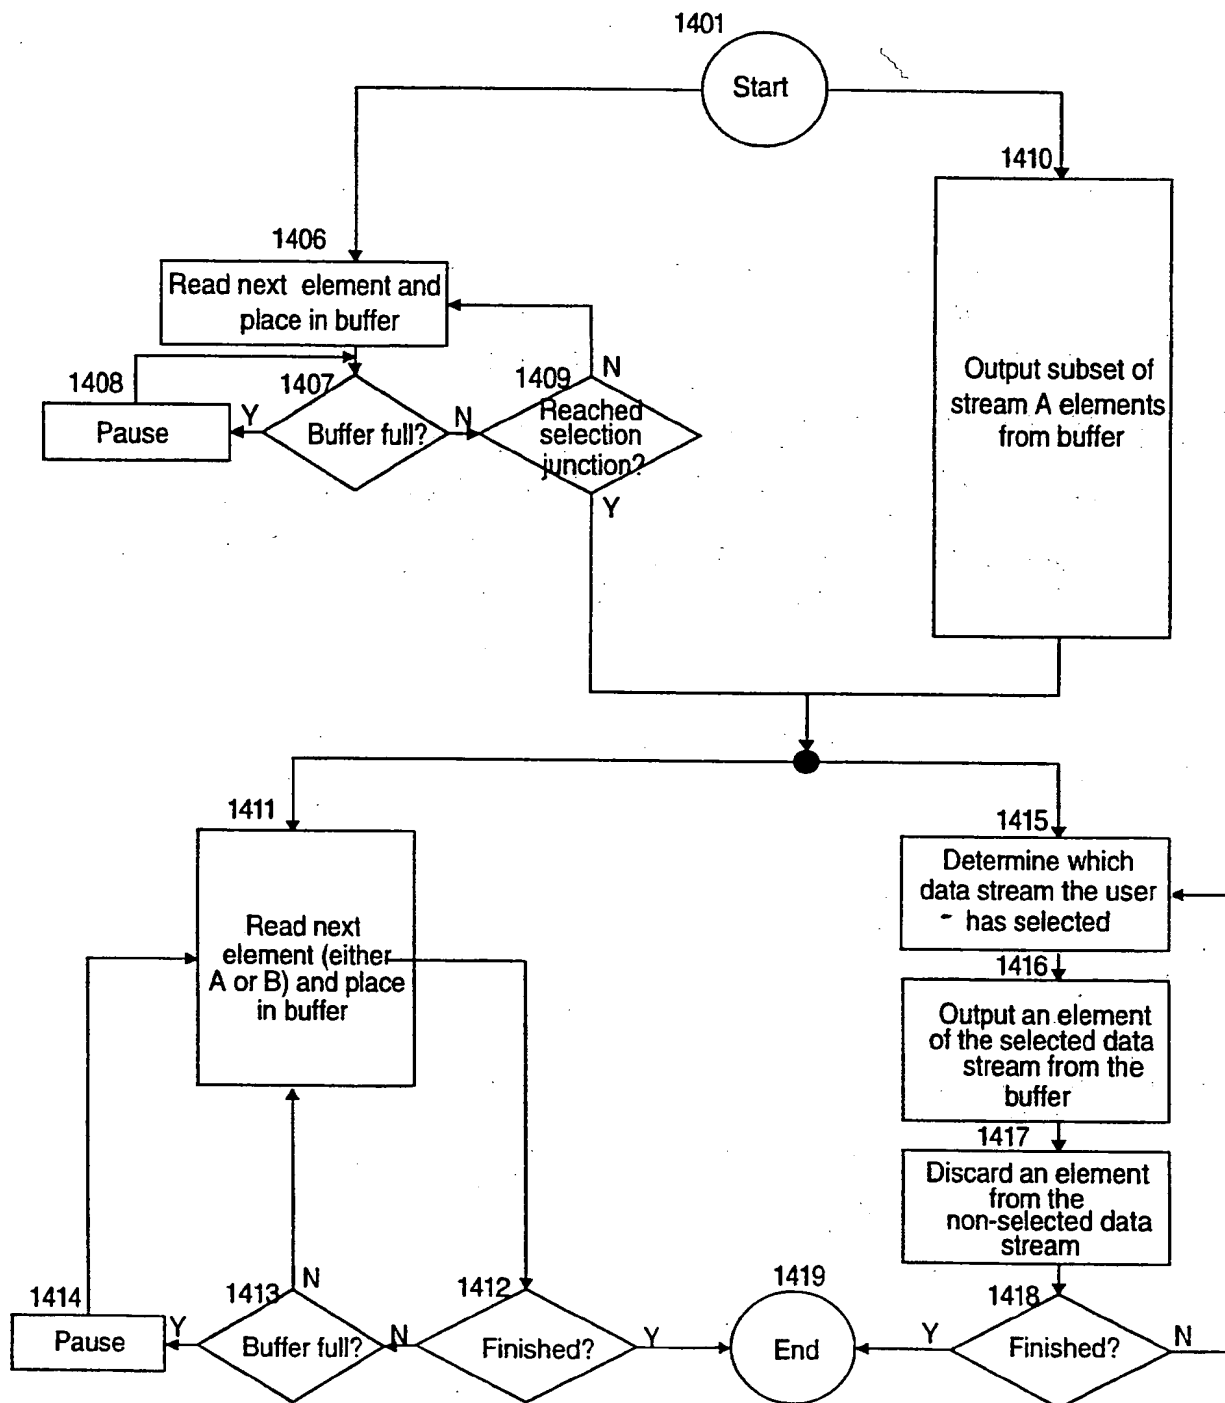 1401
Start
1410
Output subset of
stream A elements
from buffer
1406
Read next element and
place in buffer
1408
Pause
Y
1407
Buffer full?
N
1409
N
Reached
selection
junction?
Y
1411
Read next
element (either
A or B) and place
in buffer
1415
Determine which
data stream the user
has selected
1416
Output an element
of the selected data
stream from the
buffer
1417
Discard an element
from the
non-selected data
stream
1414
Pause
Y
1413
N
Buffer full?
N
1412
Finished?
Y
1419
End
Y
1418
Finished?
N